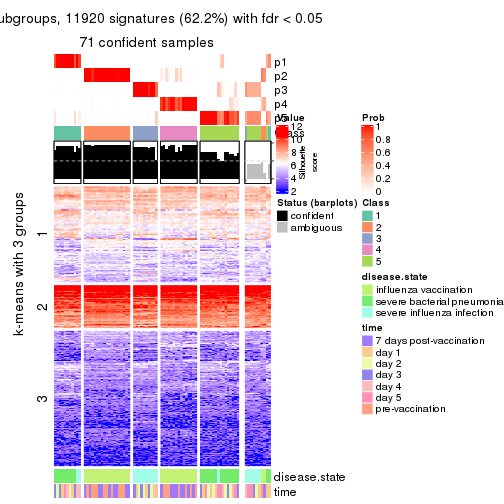 ubgroups, 11920 signatures (62.2%) with fdr < 0.05
71 confident samples
p1
p2
p3
p4
p5
Class
Value
12
10
8
6
4
2
Silhouette
score
Prob
1
0.8
0.6
0.4
0.2
0
Status (barplots)
confident
ambiguous
Class
1
2
3
4
5
disease.state
influenza vaccination
severe bacterial pneumonia
severe influenza infection
time
7 days post-vaccination
day 1
day 2
day 3
day 4
day 5
pre-vaccination
k-means with 3 groups
1
2
3
disease.state
time